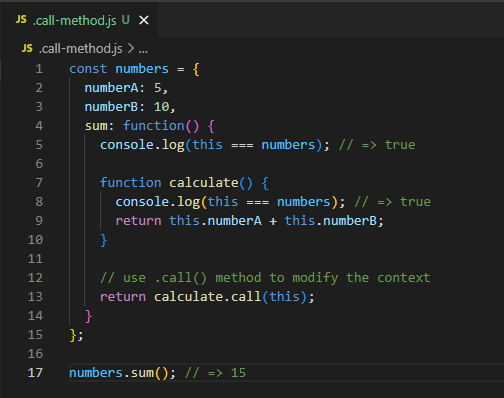 JS .call-method.js U ×
JS .call-method.js > ...
1 const numbers = {
2 numberA: 5,
3 numberB: 10,
4 sum: function() {
5 console.log(this === numbers); // => true
6
7 function calculate() {
8 console.log(this === numbers); // => true
9 return this.numberA + this.numberB;
10 }
11
12 // use .call() method to modify the context
13 return calculate.call(this);
14 }
15 };
16
17 numbers.sum(); // => 15